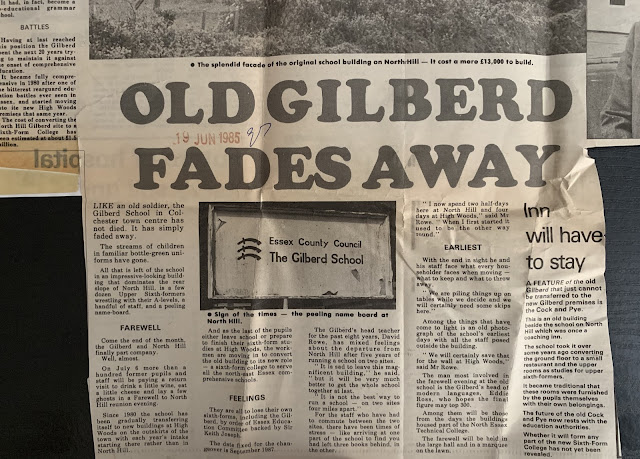 It had, in fact, become a
co-educational grammar
school.
BATTLES
Having at last reached
this position the Gilberd
spent the next 20 years try-
ing to maintain it against
the onset of comprehensive
education.
It became fully compre-
hensive in 1980 after one of
the bitterest rearguard edu-
cation battles ever seen in
Essex, and started moving
into its new High Woods
premises that same year.
The cost of converting the
North Hill Gilberd site to a
Sixth-Form College has
been estimated at about
million.
● The splendid facade of the original school building on North Hill — It cost a mere £13,000 to build.
OLD GILBERD
FADES AWAY
19 JUN 1985
LIKE an old soldier, the
Gilberd School in Col-
chester town centre has
not died. It has simply
faded away.
The streams of children
in familiar bottle-green uni-
forms have gone.
All that is left of the school
is an impressive-looking buil-
ding that dominates the rear
slope of North Hill, a few
dozen Upper Sixth-formers
wrestling with their A-levels, a
handful of staff, and a peeling
name-board.
FAREWELL
Come the end of the month,
the Gilberd and North Hill
finally part company.
Well, almost.
On July 6 more than a
hundred former pupils and
staff will be paying a return
visit to drink a little wine, eat
a little cheese and lay a few
ghosts in a Farewell to North
Hill reunion evening.
Since 1980 the school has
been gradually transferring
itself to new buildings at High
Woods on the outskirts of the
town with each year's intake
starting there rather than in
North Hill.
Essex County Council
The Gilberd School
● Sign of the times — the peeling name board at
North Hill.
And as the last of the pupils
either leave school or prepare
to finish their sixth-form stu-
dies at High Woods, the work-
men are moving in to convert
the old building to its new role
— a sixth-form college to serve
all the north-east Essex com-
prehensive schools.
FEELINGS
They are all to lose their own
sixth-forms, including the Gil-
berd, by order of Essex Educa-
tion Committee backed by Sir
Keith Joseph.
The date fixed for the chan-
geover is September 1987.
The Gilberd's head teacher
for the past eight years, David
Rowe, has mixed feelings
about the departure from
North Hill after five years of
running a school on two sites.
"It is sad to leave this mag-
nificent building," he said,
"but it will be very much
better to get the whole school
together at last.
"It is not the best way to
run a school — on two sites
four miles apart."
For the staff who have had
to commute between the two
sites, there have been times of
stress — like arriving at one
part of the school to find you
had left three books behind in
the other.
"I now spend two half-days
here at North Hill and four
days at High Woods," said Mr
Rowe. "When I first started it
used to be the other way
round."
EARLIEST
With the end in sight he and
his staff face what every hou-
seholder faces when moving —
what to keep and what to throw
away.
"We are piling things up on
tables while we decide and we
will certainly need some skips
here."
Among the things that have
come to light is an old photo-
graph of the school's earliest
days with all the staff posed
outside the building.
"We will certainly save that
for the wall at High Woods,"
said Mr Rowe.
The man most involved in
the farewell evening at the old
school is the Gilberd's head of
modern languages, Eddie
Ross, who hopes the final
figure may top 300.
Among them will be those
from the days the buildings
housed part of the North Essex
Technical College.
The farewell will be held in
the large hall and in a marquee
on the lawn.
Inn
will have
to stay
A FEATURE of the old
Gilberd that just cannot
be transferred to the
new Gilberd premises is
the Cock and Pye.
This is an old building
beside the school on North
Hill which was once a
coaching inn.
The school took it over
some years ago converting
the ground floor to a small
restaurant and the upper
rooms as studies for upper
sixth-formers.
It became traditional that
these rooms were furnished
by the pupils themselves
with their own belongings.
The future of the old Cock
and Pye now rests with the
education authorities.
Whether it will form any
part of the new Sixth-Form
College has not yet been
revealed.